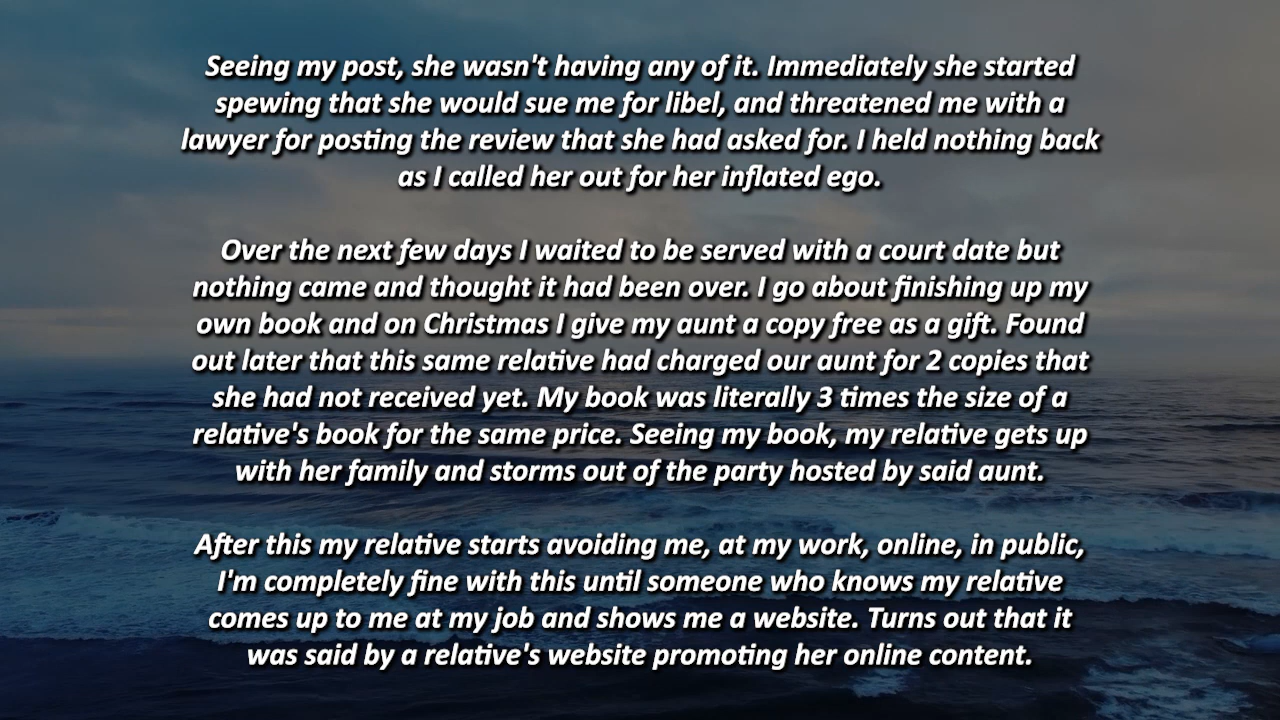 Seeing my post, she wasn't having any of it. Immediately she started
spewing that she would sue me for libel, and threatened me with a
lawyer for posting the review that she had asked for. I held nothing back
as I called her out for her inflated ego.
Over the next few days I waited to be served with a court date but
nothing came and thought it had been over. I go about finishing up my
own book and on Christmas I give my aunt a copy free as a gift. Found
out later that this same relative had charged our aunt for 2 copies that
she had not received yet. My book was literally 3 times the size of a
relative's book for the same price. Seeing my book, my relative gets up
with her family and storms out of the party hosted by said aunt.
After this my relative starts avoiding me, at my work, online, in public,
I'm completely fine with this until someone who knows my relative
comes up to me at my job and shows me a website. Turns out that it
was said by a relative's website promoting her online content.